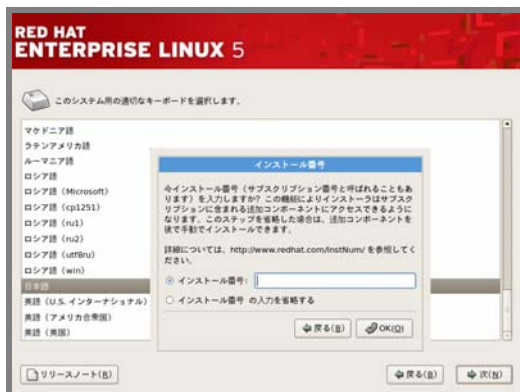 RED HAT
ENTERPRISE LINUX 5
このシステム用の適切なキーボードを選択します。
マケドニア語
ラテンアメリカ語
ルーマニア語
ロシア語
ロシア語 (Microsoft)
ロシア語 (cp1251)
ロシア語 (ru1)
ロシア語 (ru2)
ロシア語 (utf8ru)
ロシア語 (win)
日本語
英語 (U.S. インターナショナル)
英語 (アメリカ合衆国)
英語 (英国)
インストール番号
今インストール番号（サブスクリプション番号と呼ばれることもあ
ります）を入力しますか? この機能によりインストーラはサブスク
リプションに含まれる追加コンポーネントにアクセスできるように
なります。このステップを省略した場合は、追加コンポーネントを
後で手動でインストールできます。
詳細については、http://www.redhat.com/InstNum/ を参照してく
ださい。
インストール番号:
インストール番号 の入力を省略する
戻る(B)
OK(O)
リリースノート(R)
戻る(B)
次(N)